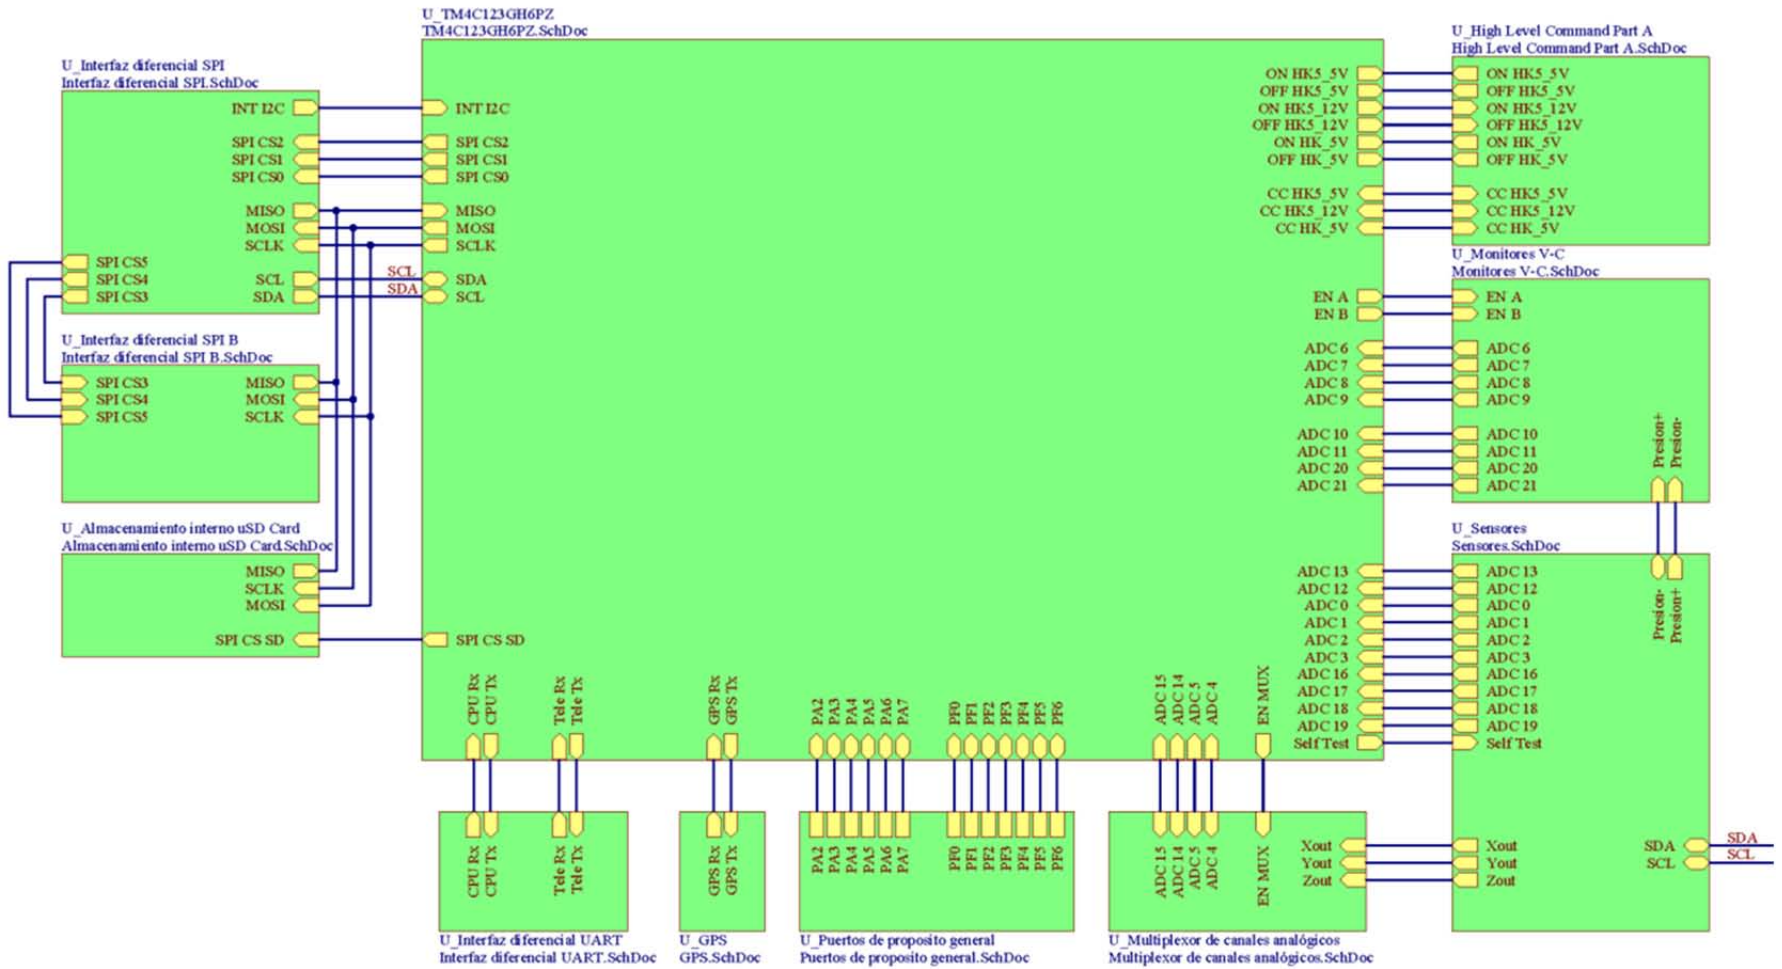 U_TM4C123GH6PZ
TM4C123GH6PZ.SchDoc
U_Interfaz diferencial SPI
Interfaz diferencial SPI.SchDoc
INT I2C
SPI CS2
SPI CS1
SPI CS0
MISO
MOSI
SCLK
SPI CS5
SPI CS4
SPI CS3
SCL
SDA
SCL
SDA
U_Interfaz diferencial SPI B
Interfaz diferencial SPI B.SchDoc
SPI CS3
SPI CS4
SPI CS5
MISO
MOSI
SCLK
U_Almacenamiento interno uSD Card
Almacenamiento interno uSD Card.SchDoc
MISO
SCLK
MOSI
SPI CS SD
INT I2C
SPI CS2
SPI CS1
SPI CS0
MISO
MOSI
SCLK
SDA
SCL
SPI CS SD
CPU Rx
CPU Tx
Tele Rx
Tele Tx
GPS Rx
GPS Tx
PA2
PA3
PA4
PA5
PA6
PA7
PF0
PF1
PF2
PF3
PF4
PF5
PF6
ADC 15
ADC 14
ADC 5
ADC 4
EN MUX
ON HK5_5V
OFF HK5_5V
ON HK5_12V
OFF HK5_12V
ON HK_5V
OFF HK_5V
CC HK5_5V
CC HK5_12V
CC HK_5V
EN A
EN B
ADC 6
ADC 7
ADC 8
ADC 9
ADC 10
ADC 11
ADC 20
ADC 21
ADC 13
ADC 12
ADC 0
ADC 1
ADC 2
ADC 3
ADC 16
ADC 17
ADC 18
ADC 19
Self Test
U_High Level Command Part A
High Level Command Part A.SchDoc
ON HK5_5V
OFF HK5_5V
ON HK5_12V
OFF HK5_12V
ON HK_5V
OFF HK_5V
CC HK5_5V
CC HK5_12V
CC HK_5V
U_Monitores V-C
Monitores V-C.SchDoc
EN A
EN B
ADC 6
ADC 7
ADC 8
ADC 9
ADC 10
ADC 11
ADC 20
ADC 21
Presion+
Presion-
U_Sensores
Sensores.SchDoc
Presion-
Presion+
ADC 13
ADC 12
ADC 0
ADC 1
ADC 2
ADC 3
ADC 16
ADC 17
ADC 18
ADC 19
Self Test
Xout
Yout
Zout
SDA
SCL
SDA
SCL
CPU Rx
CPU Tx
Tele Rx
Tele Tx
U_Interfaz diferencial UART
Interfaz diferencial UART.SchDoc
GPS Rx
GPS Tx
U_GPS
GPS.SchDoc
PA2
PA3
PA4
PA5
PA6
PA7
PF0
PF1
PF2
PF3
PF4
PF5
PF6
U_Puertos de proposito general
Puertos de proposito general.SchDoc
ADC 15
ADC 14
ADC 5
ADC 4
EN MUX
Xout
Yout
Zout
U_Multiplexor de canales analógicos
Multiplexor de canales analógicos.SchDoc